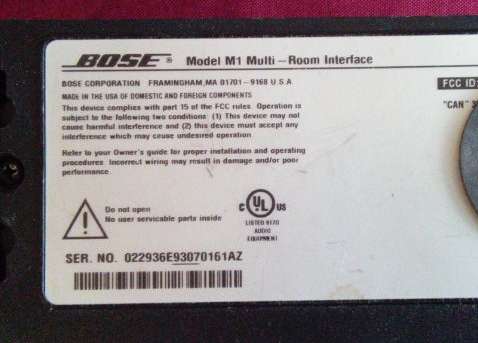 BOSE® Model M1 Multi-Room Interface
BOSE CORPORATION FRAMINGHAM, MA 01701-9168 U.S.A
FCC ID
MADE IN THE USA OF DOMESTIC AND FOREIGN COMPONENTS
"CAN"
This device complies with part 15 of the FCC rules. Operation is
subject to the following two conditions (1) This device may not
cause harmful interference and (2) this device must accept any
interference which may cause undesired operation
Refer to your Owner's guide for proper installation and operating
procedures Incorrect wiring may result in damage and/or poor
performance.
Do not open
No user servicable parts inside
C UL US
LISTED
AUDIO
EQUIPMENT
SER. NO. 022936E93070161AZ